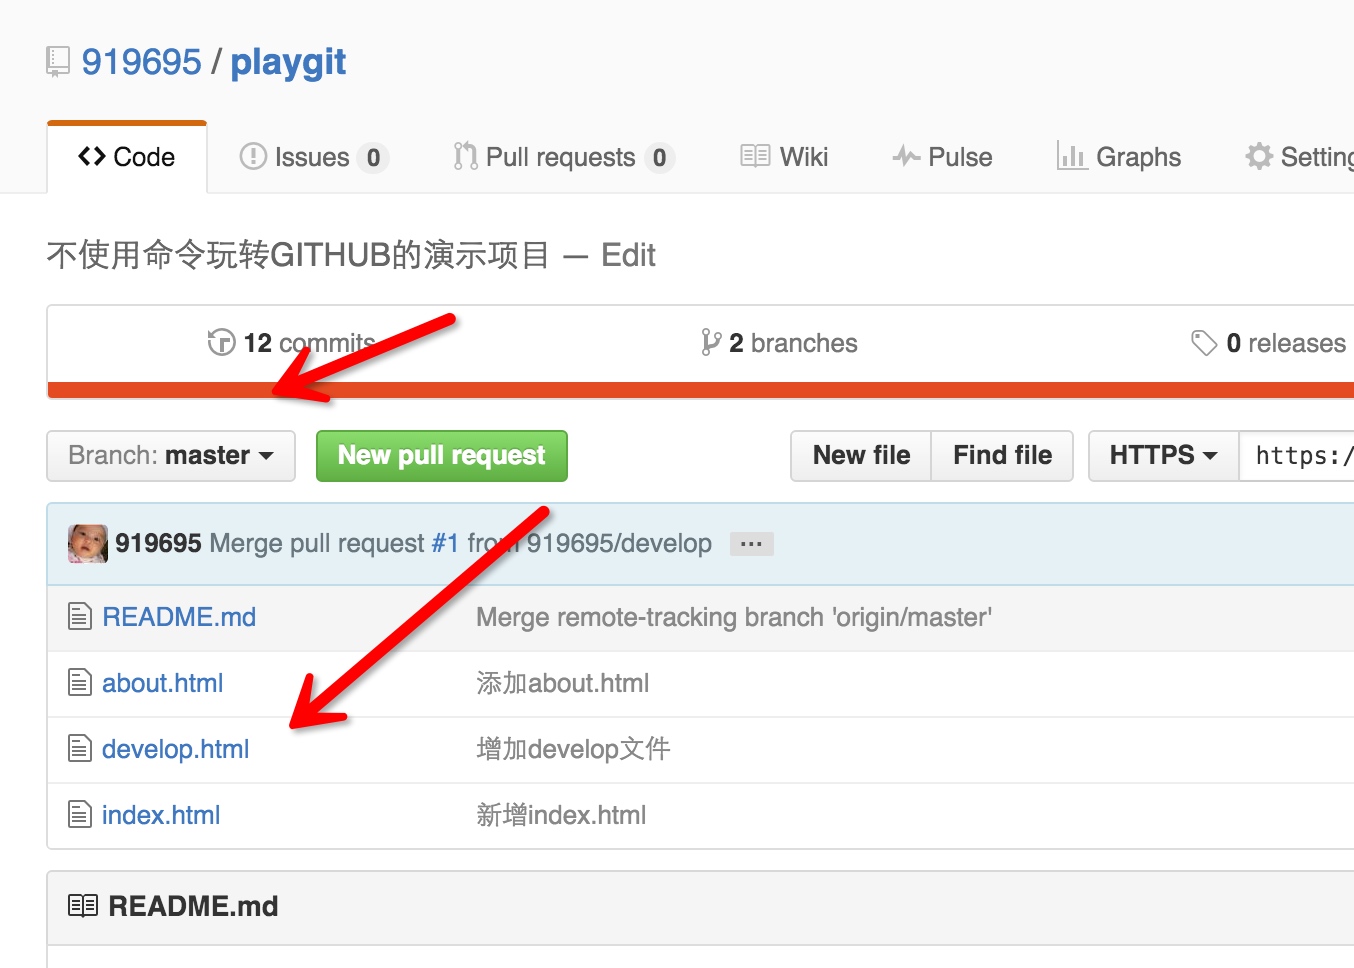 919695 / playgit
Code Issues 0 Pull requests 0 Wiki Pulse Graphs Setting
不使用命令玩转GITHUB的演示项目 — Edit
12 commits 2 branches 0 releases
Branch: master New pull request New file Find file HTTPS https:/
919695 Merge pull request #1 from 919695/develop ...
README.md Merge remote-tracking branch 'origin/master'
about.html 添加about.html
develop.html 增加develop文件
index.html 新增index.html
README.md